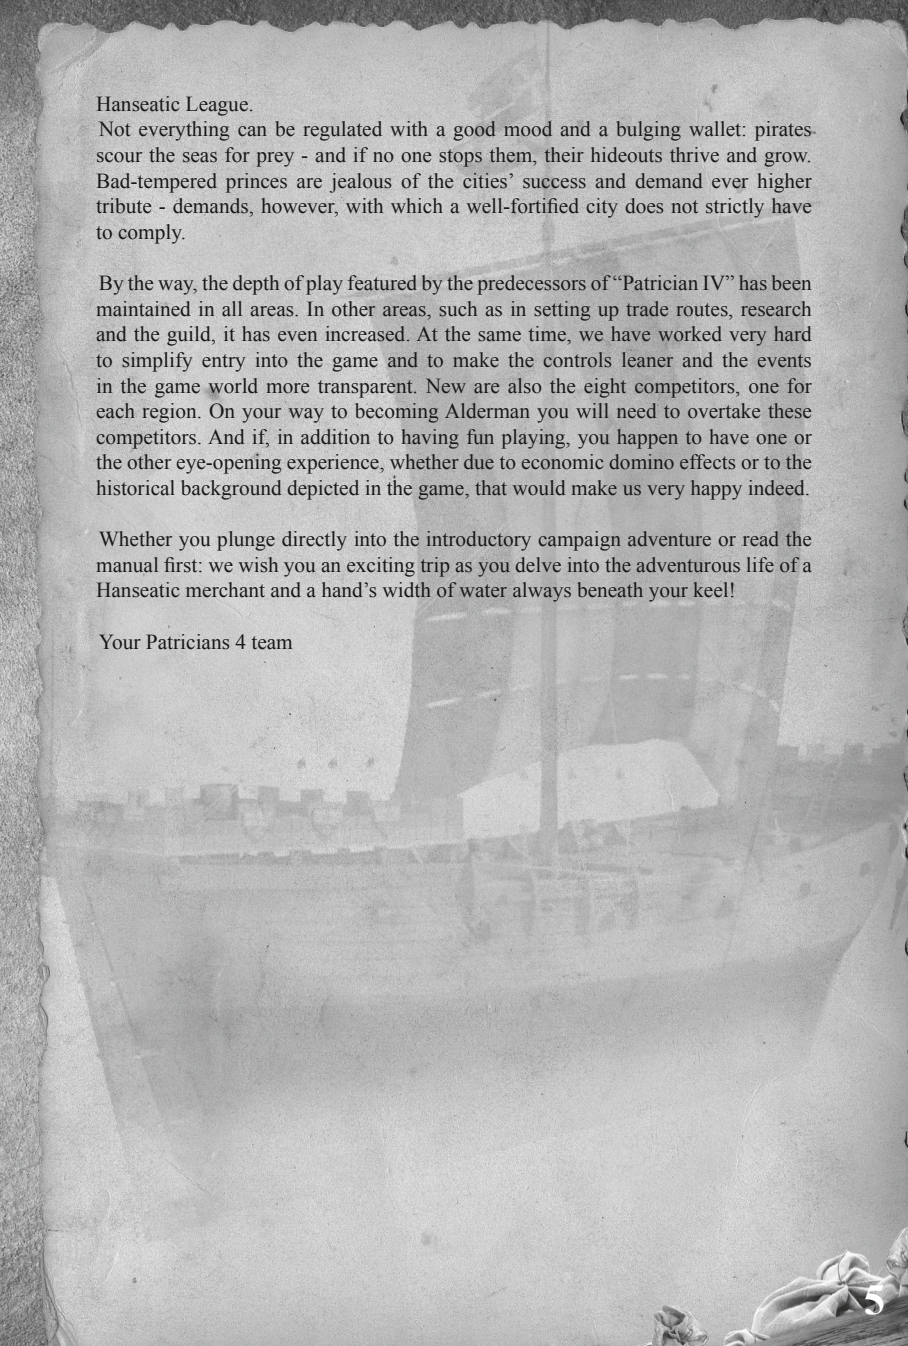 Hanseatic League.
Not everything can be regulated with a good mood and a bulging wallet: pirates
scour the seas for prey - and if no one stops them, their hideouts thrive and grow.
Bad-tempered princes are jealous of the cities’ success and demand ever higher
tribute - demands, however, with which a well-fortified city does not strictly have
to comply.
By the way, the depth of play featured by the predecessors of “Patrician IV” has been
maintained in all areas. In other areas, such as in setting up trade routes, research
and the guild, it has even increased. At the same time, we have worked very hard
to simplify entry into the game and to make the controls leaner and the events
in the game world more transparent. New are also the eight competitors, one for
each region. On your way to becoming Alderman you will need to overtake these
competitors. And if, in addition to having fun playing, you happen to have one or
the other eye-opening experience, whether due to economic domino effects or to the
historical background depicted in the game, that would make us very happy indeed.
Whether you plunge directly into the introductory campaign adventure or read the
manual first: we wish you an exciting trip as you delve into the adventurous life of a
Hanseatic merchant and a hand’s width of water always beneath your keel!
Your Patricians 4 team
5